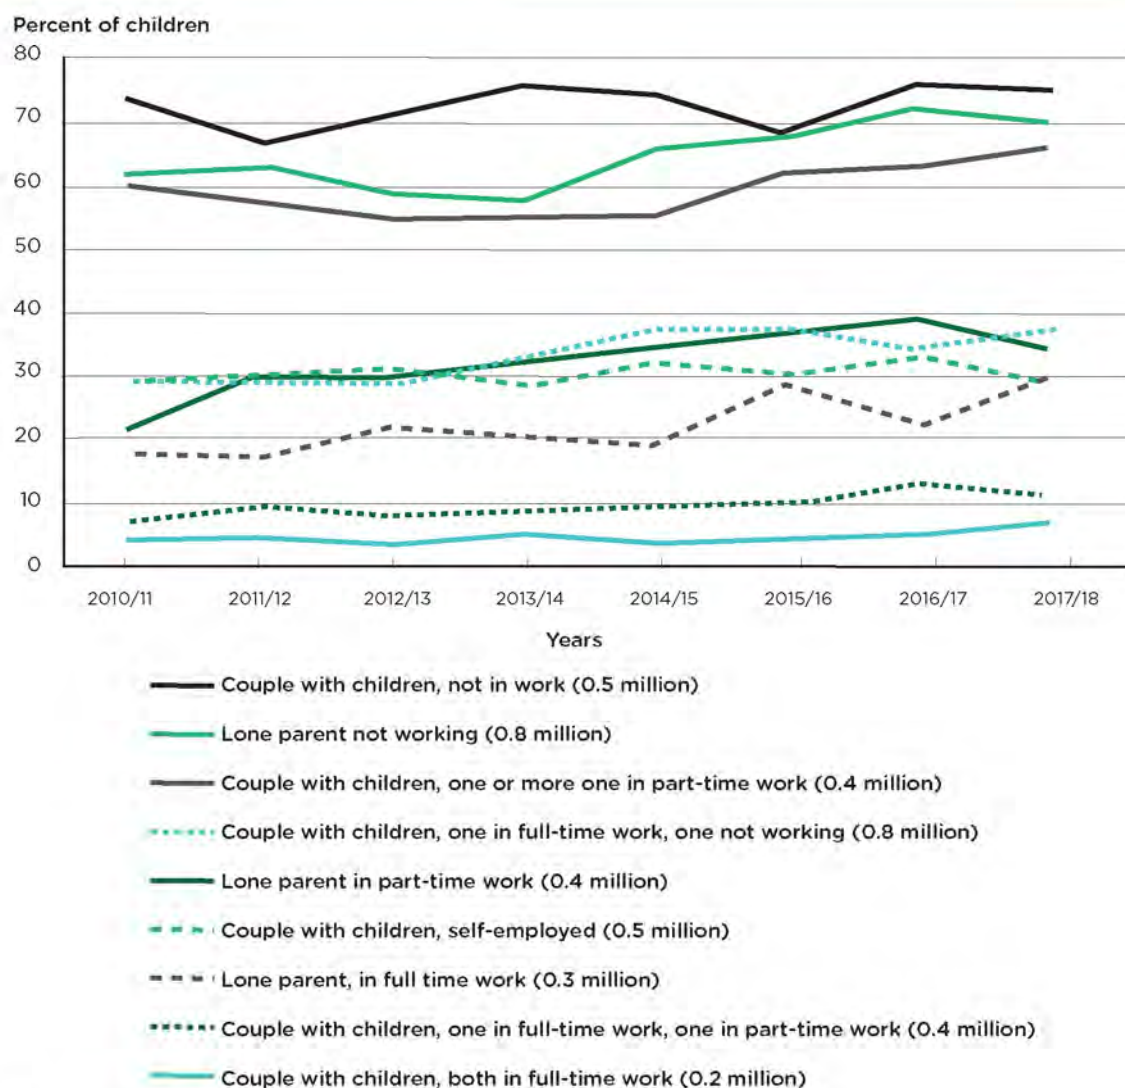 Percent of children
80
70
60
50
40
30
20
10
0
2010/11 2011/12 2012/13 2013/14 2014/15 2015/16 2016/17 2017/18
Years
Couple with children, not in work (0.5 million)
Lone parent not working (0.8 million)
Couple with children, one or more one in part-time work (0.4 million)
Couple with children, one in full-time work, one not working (0.8 million)
Lone parent in part-time work (0.4 million)
Couple with children, self-employed (0.5 million)
Lone parent, in full time work (0.3 million)
Couple with children, one in full-time work, one in part-time work (0.4 million)
Couple with children, both in full-time work (0.2 million)